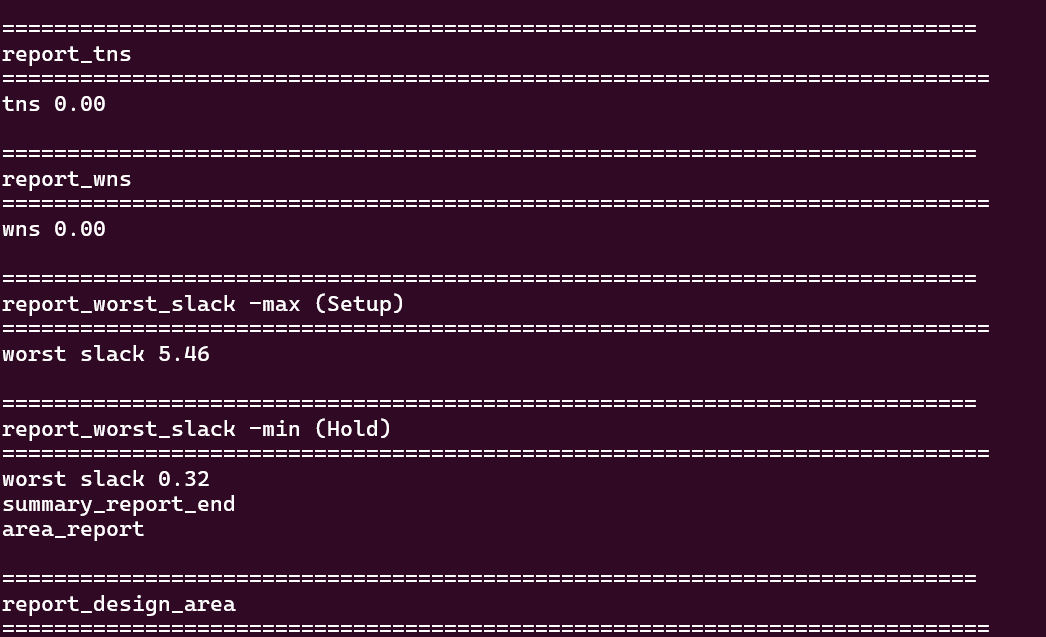 ===========================================================================
report_tns
============================================================================
tns 0.00
===========================================================================
report_wns
============================================================================
wns 0.00
===========================================================================
report_worst_slack -max (Setup)
============================================================================
worst slack 5.46
===========================================================================
report_worst_slack -min (Hold)
============================================================================
worst slack 0.32
summary_report_end
area_report
===========================================================================
report_design_area
============================================================================